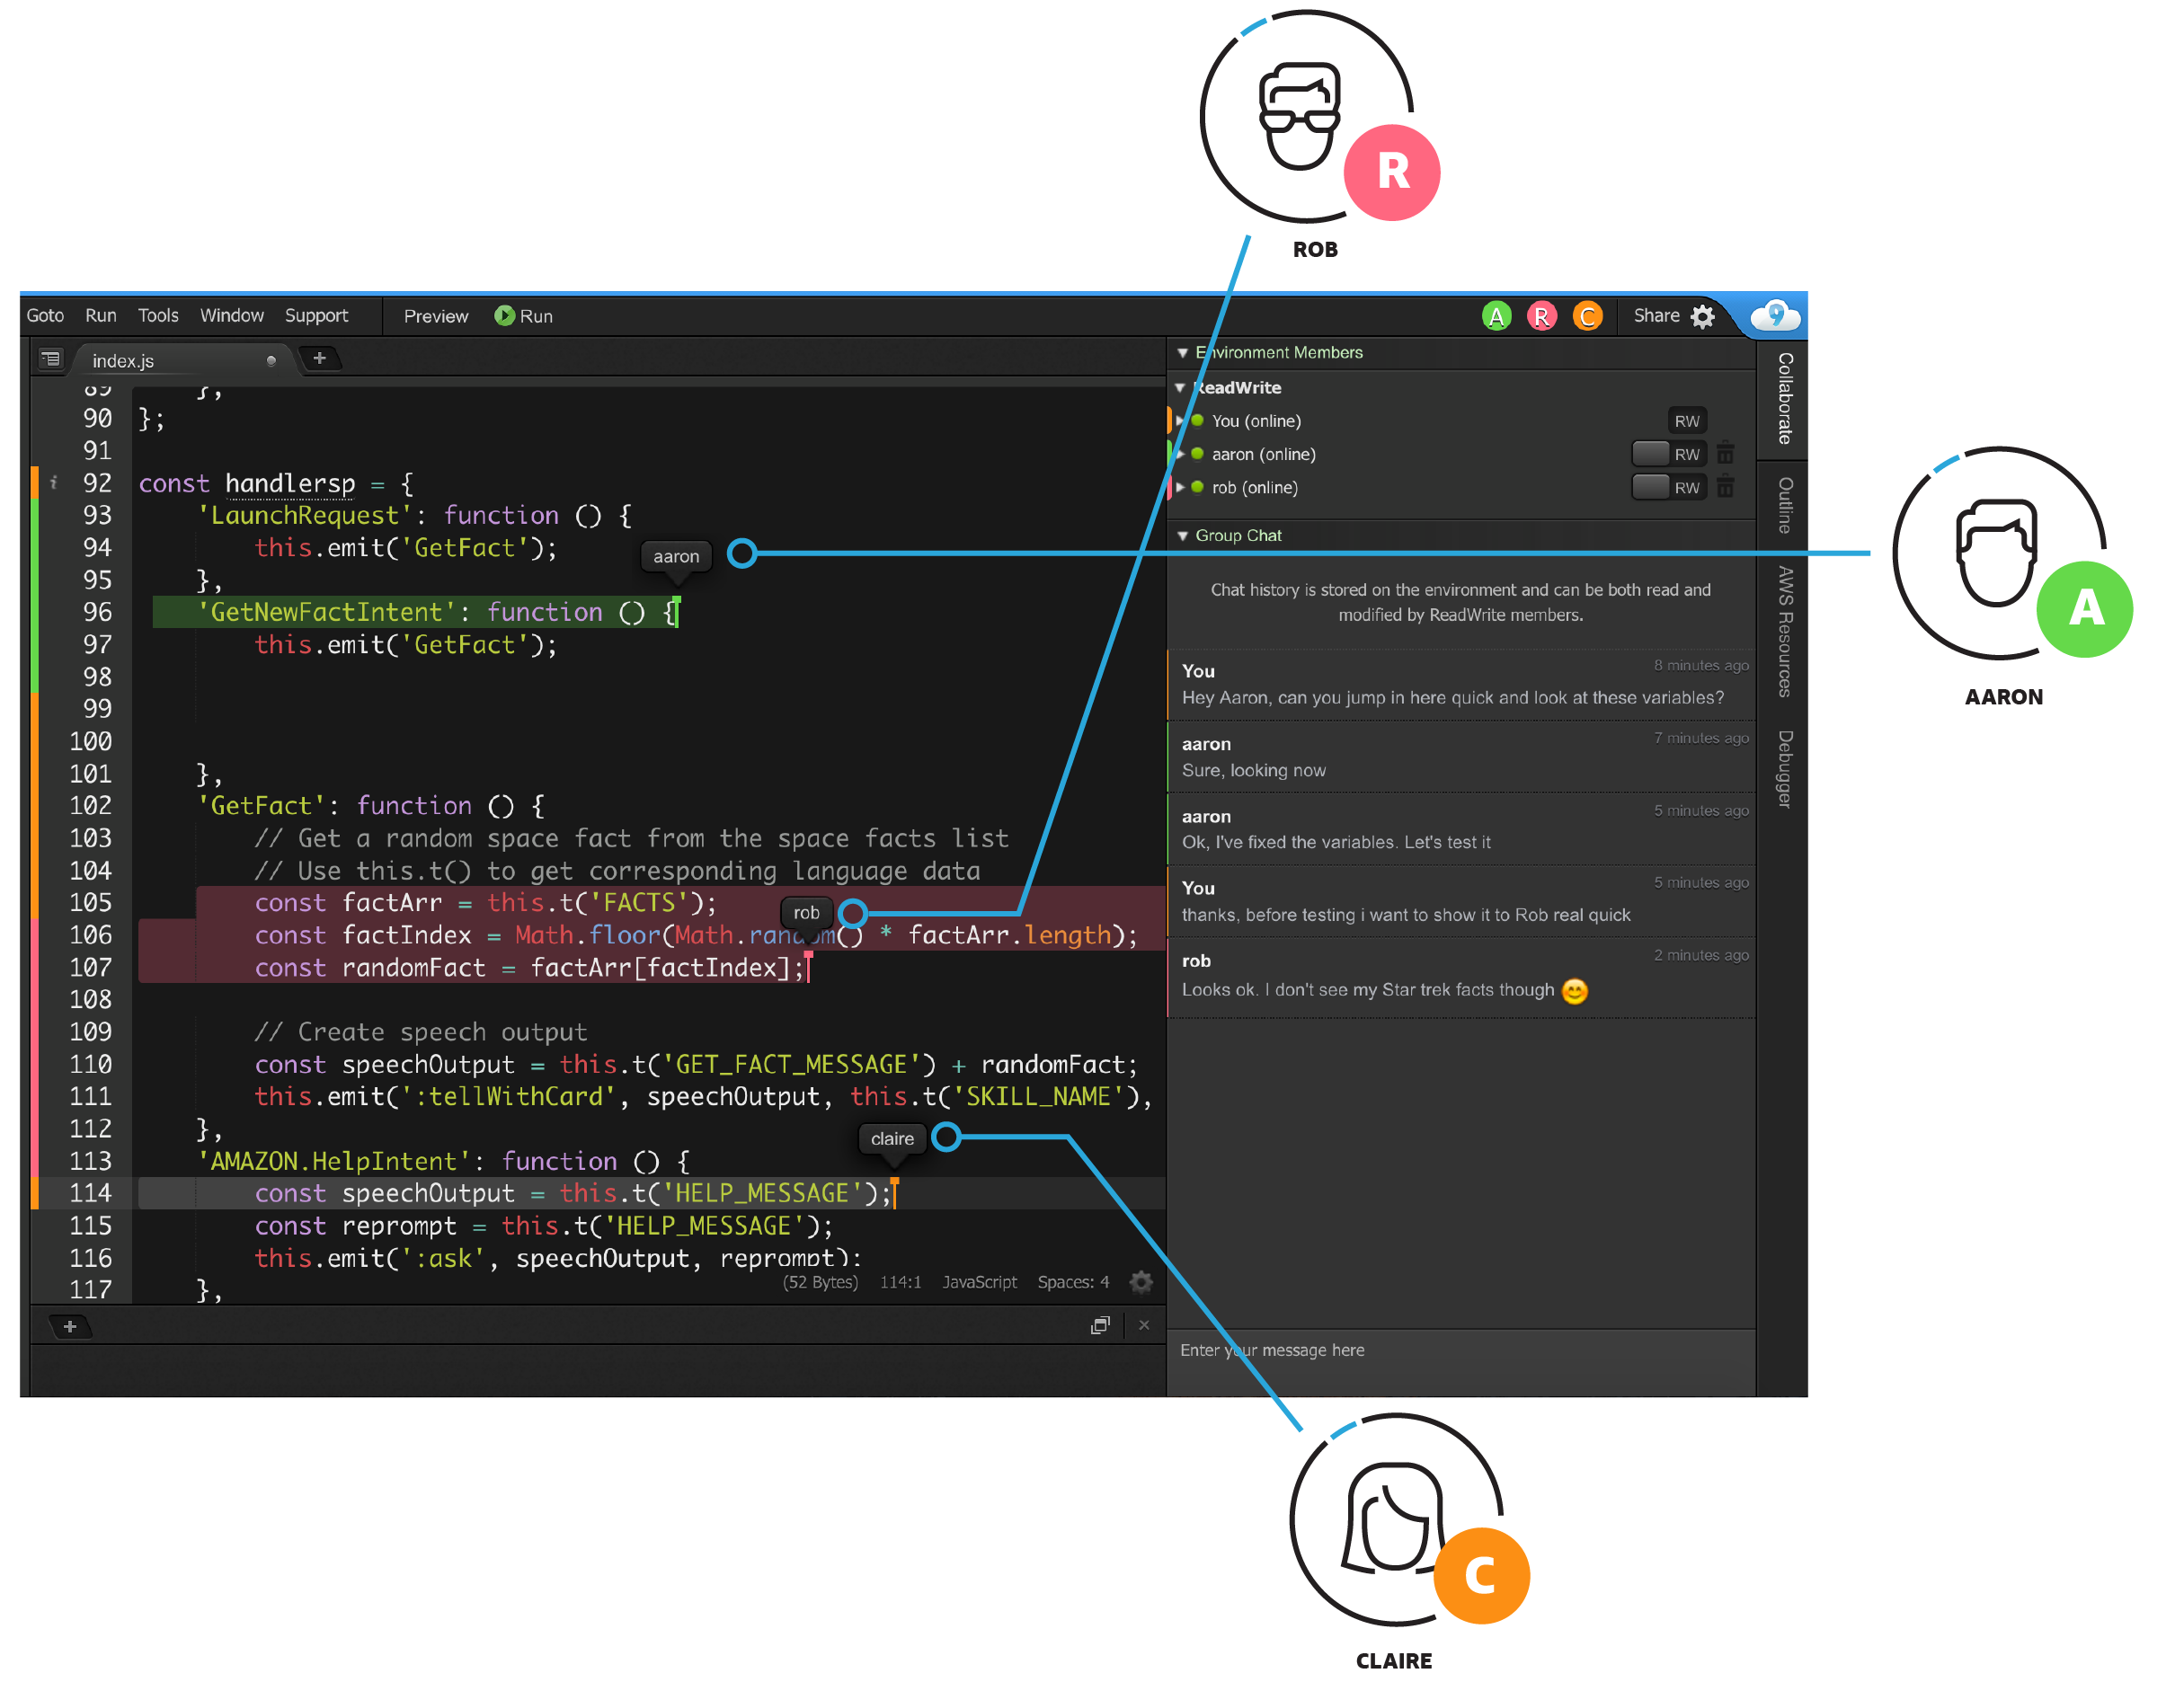 R
ROB
Goto Run Tools Window Support Preview Run A R C Share 9
index.js
89 },
90 };
91
92 const handlersp = {
93 'LaunchRequest': function () {
94 this.emit('GetFact');
aaron
95 },
96 'GetNewFactIntent': function () {
97 this.emit('GetFact');
98
99
100
101 },
102 'GetFact': function () {
103 // Get a random space fact from the space facts list
104 // Use this.t() to get corresponding language data
105 const factArr = this.t('FACTS');
rob
106 const factIndex = Math.floor(Math.random() * factArr.length);
107 const randomFact = factArr[factIndex];
108
109 // Create speech output
110 const speechOutput = this.t('GET_FACT_MESSAGE') + randomFact;
111 this.emit(':tellWithCard', speechOutput, this.t('SKILL_NAME'),
112 },
claire
113 'AMAZON.HelpIntent': function () {
114 const speechOutput = this.t('HELP_MESSAGE');
115 const reprompt = this.t('HELP_MESSAGE');
116 this.emit(':ask', speechOutput, reprompt);
117 },
(52 Bytes) 114:1 JavaScript Spaces: 4
Environment Members
ReadWrite
You (online) RW
aaron (online) RW
rob (online) RW
Group Chat
Chat history is stored on the environment and can be both read and
modified by ReadWrite members.
You 8 minutes ago
Hey Aaron, can you jump in here quick and look at these variables?
aaron 7 minutes ago
Sure, looking now
aaron 5 minutes ago
Ok, I've fixed the variables. Let's test it
You 5 minutes ago
thanks, before testing i want to show it to Rob real quick
rob 2 minutes ago
Looks ok. I don't see my Star trek facts though 😊
Enter your message here
Collaborate
Outline
AWS Resources
Debugger
A
AARON
C
CLAIRE